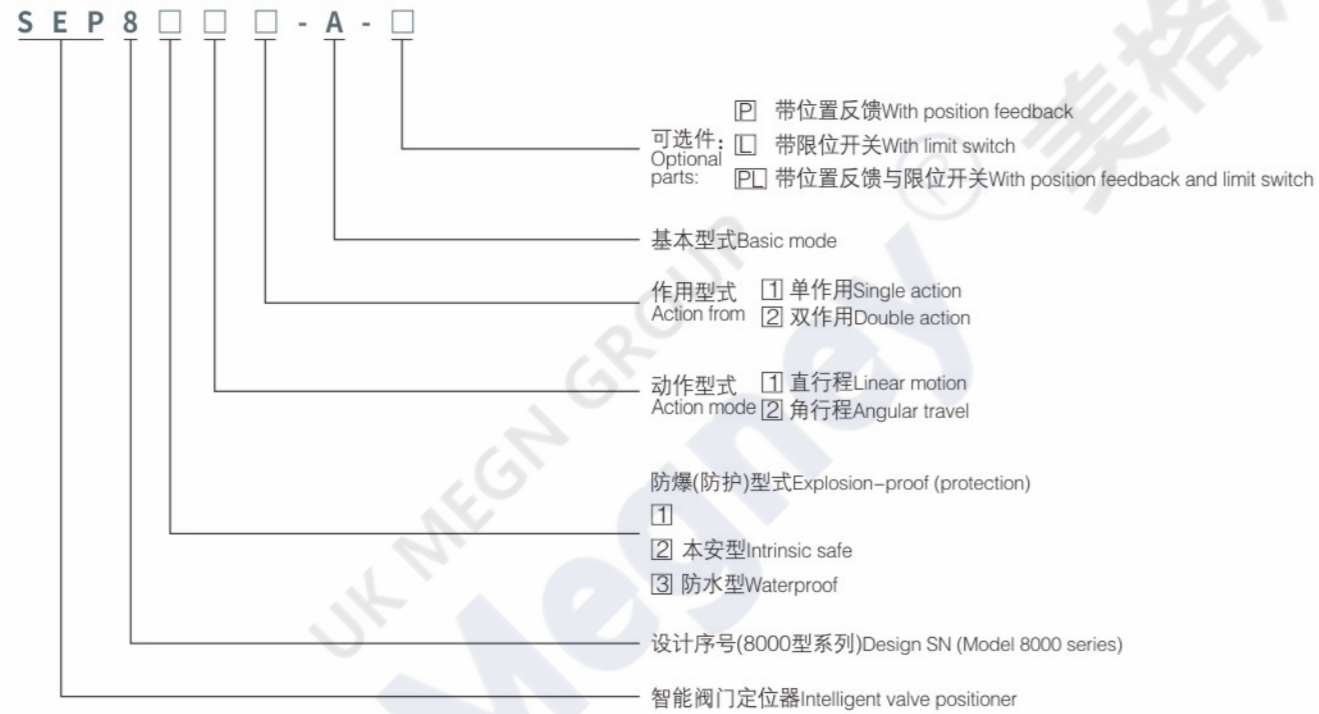 SEP8□□□-A-□
P 带位置反馈With position feedback
可选件:
Optional
parts:
L 带限位开关With limit switch
PL 带位置反馈与限位开关With position feedback and limit switch
基本型式Basic mode
作用型式
Action from
1 单作用Single action
2 双作用Double action
动作型式
Action mode
1 直行程Linear motion
2 角行程Angular travel
防爆(防护)型式Explosion-proof (protection)
1
2 本安型Intrinsic safe
3 防水型Waterproof
设计序号(8000型系列)Design SN (Model 8000 series)
智能阀门定位器Intelligent valve positioner
UK MEGN GROUP
Megney®
美格